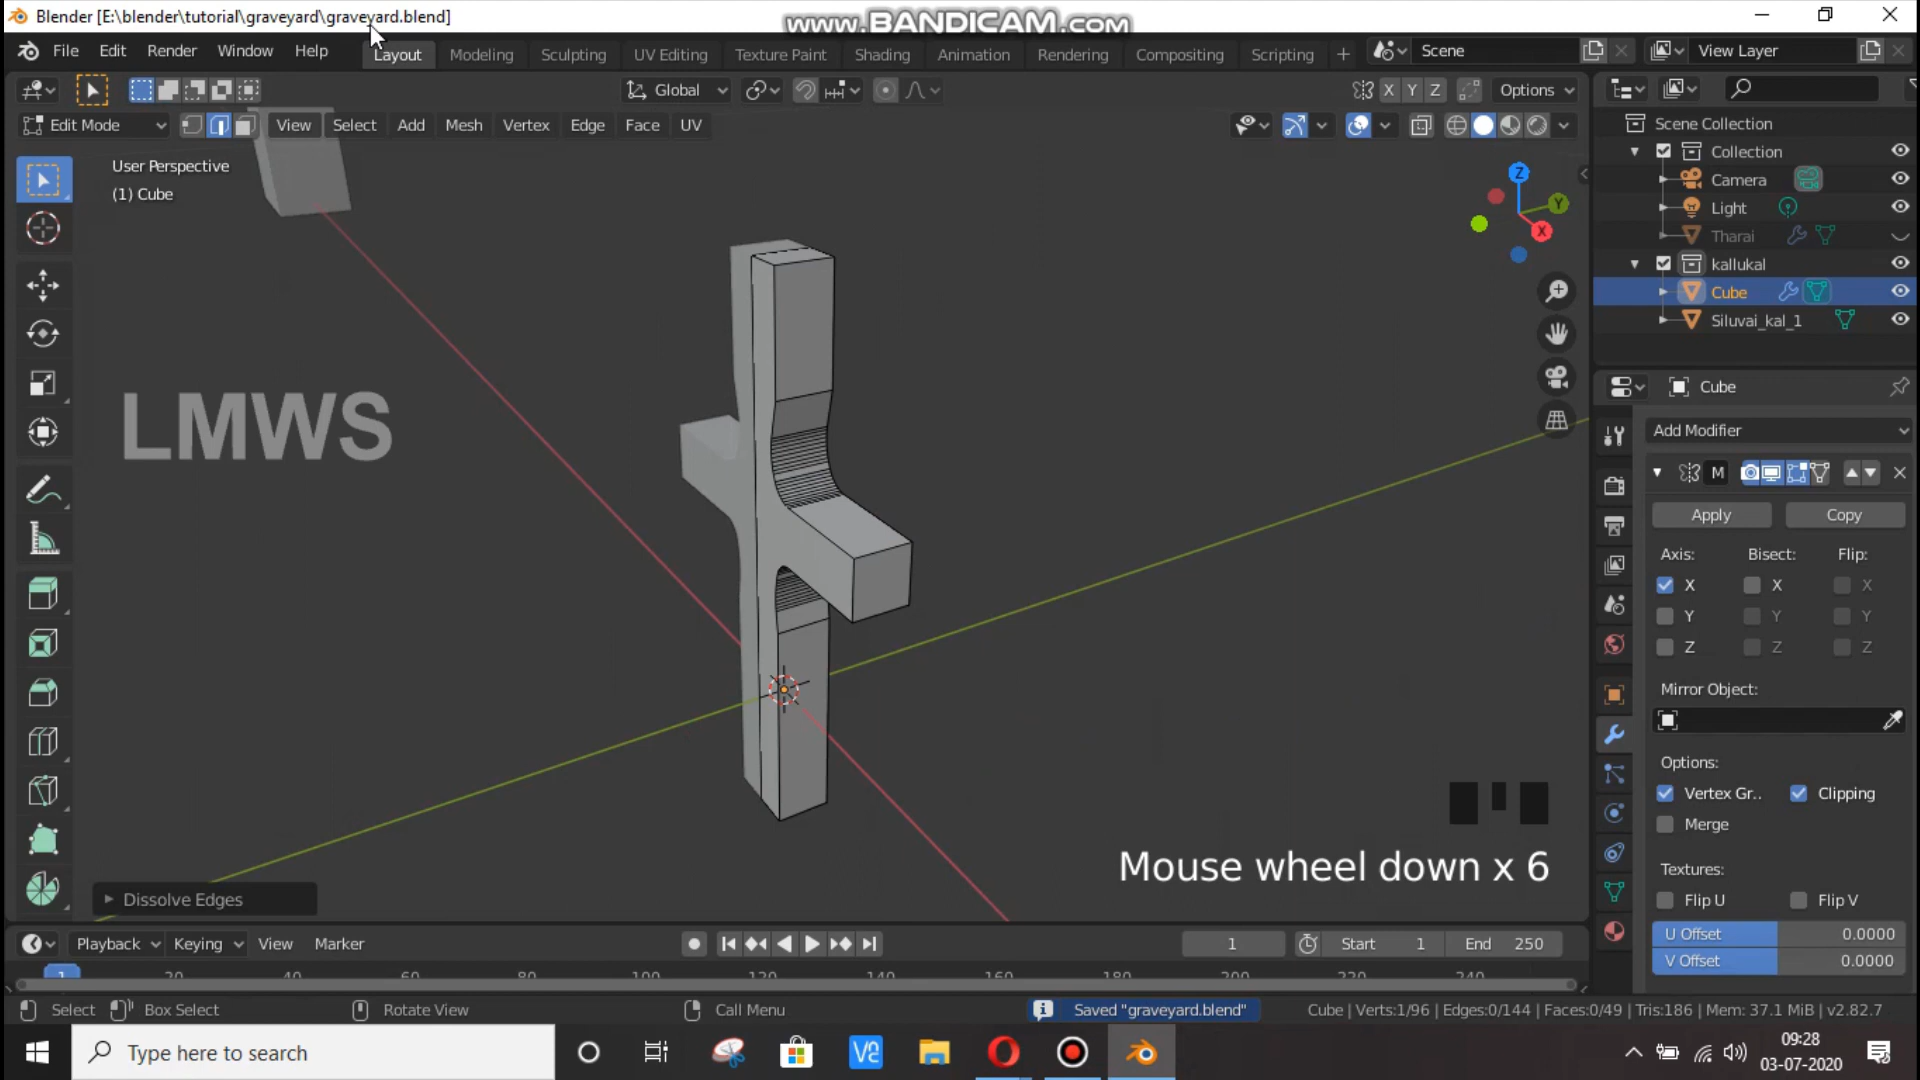 Blender [E:\blender\tutorial\graveyard\graveyard.blend]
www.BANDICAM.com
File Edit Render Window Help
Layout Modeling Sculpting UV Editing Texture Paint Shading Animation Rendering Compositing Scripting +
Scene
View Layer
Global
X Y Z
Options
Edit Mode
View Select Add Mesh Vertex Edge Face UV
User Perspective
(1) Cube
Z
Y
X
LMWS
Mouse wheel down x 6
Dissolve Edges
Scene Collection
Collection
Camera
Light
Tharai
kallukal
Cube
Siluvai_kal_1
Cube
Add Modifier
M
Apply Copy
Axis: Bisect: Flip:
X X X
Y Y Y
Z Z Z
Mirror Object:
Options:
Vertex Gr.. Clipping
Merge
Textures:
Flip U Flip V
U Offset 0.0000
V Offset 0.0000
Playback Keying View Marker
1
Start 1
End 250
1 20 40 60 80 100 120 140 160 180 200 220 240
Select Box Select Rotate View Call Menu
Saved "graveyard.blend"
Cube | Verts:1/96 | Edges:0/144 | Faces:0/49 | Tris:186 | Mem: 37.1 MiB | v2.82.7
Type here to search
09:28
03-07-2020